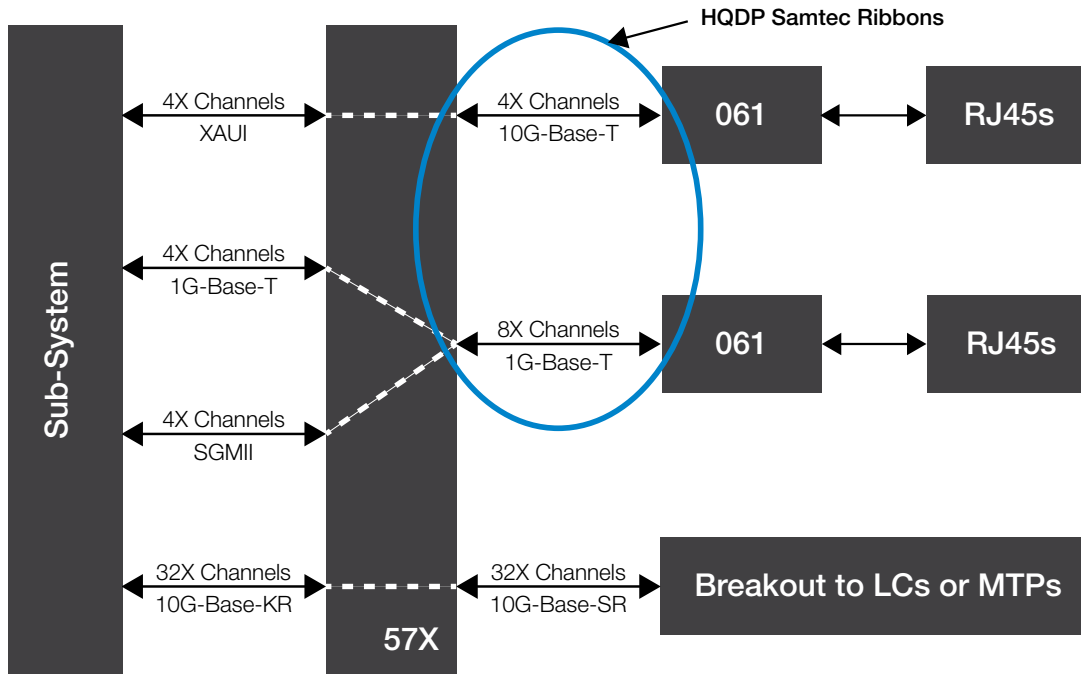 HQDP Samtec Ribbons
4X Channels
XAUI
4X Channels
10G-Base-T
061
RJ45s
4X Channels
1G-Base-T
8X Channels
1G-Base-T
061
RJ45s
Sub-System
4X Channels
SGMII
32X Channels
10G-Base-KR
32X Channels
10G-Base-SR
Breakout to LCs or MTPs
57X